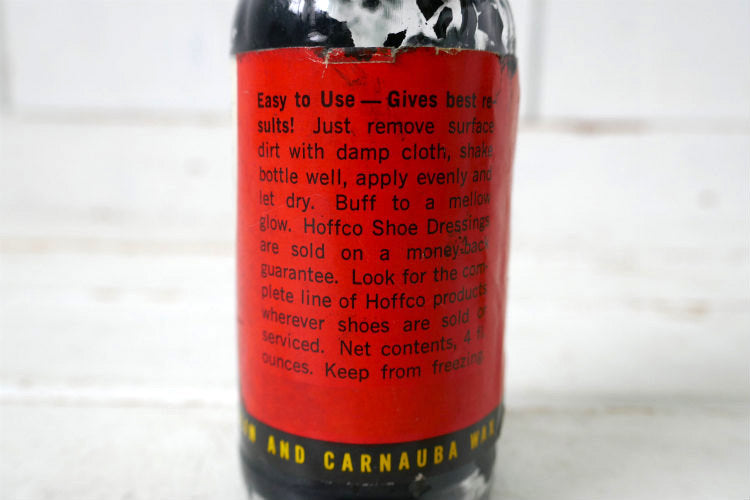 Easy to Use — Gives best re-
sults! Just remove surface
dirt with damp cloth, shake
bottle well, apply evenly and
let dry. Buff to a mellow
glow. Hoffco Shoe Dressings
are sold on a money-back
guarantee. Look for the com-
plete line of Hoffco products
wherever shoes are sold or
serviced. Net contents, 4 fl
ounces. Keep from freezing.
AND CARNAUBA WAX